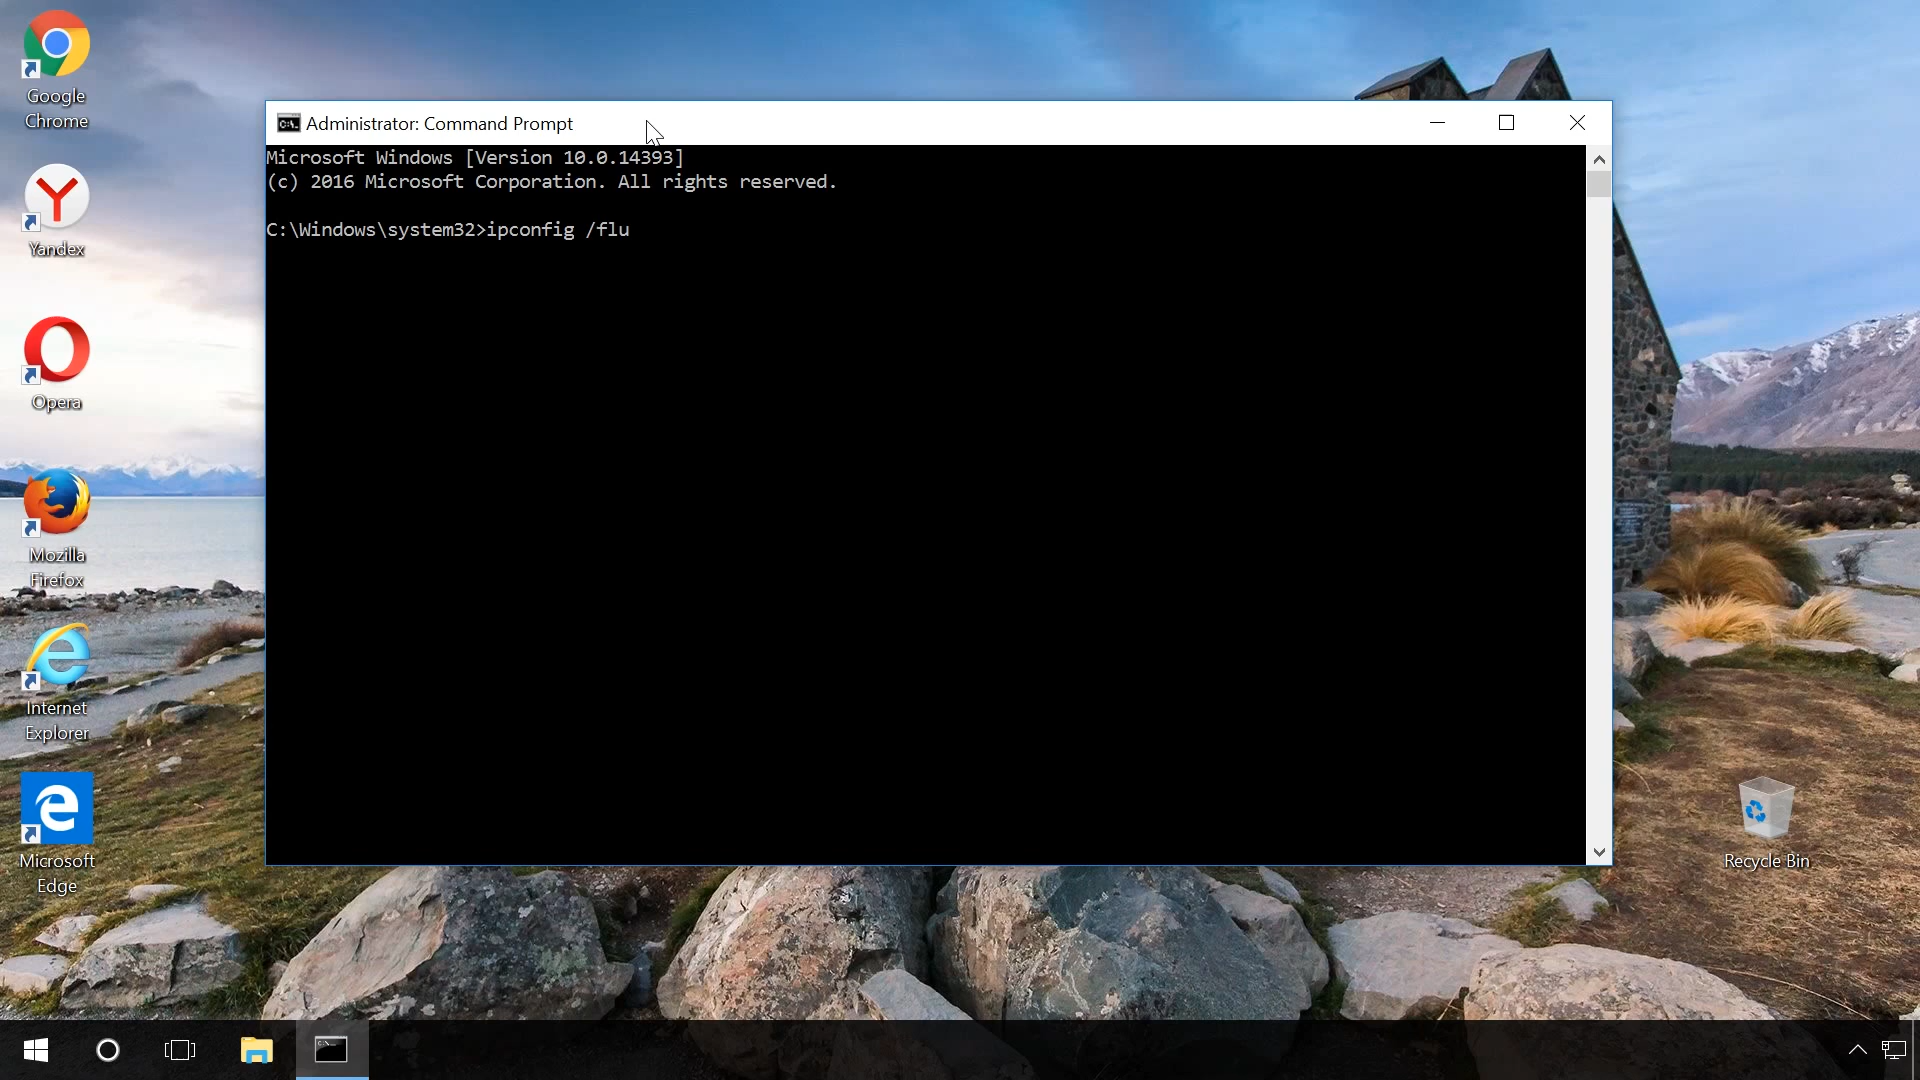 Google
Chrome
Yandex
Opera
Mozilla
Firefox
Internet
Explorer
Microsoft
Edge
Administrator: Command Prompt
Microsoft Windows [Version 10.0.14393]
(c) 2016 Microsoft Corporation. All rights reserved.
C:\Windows\system32>ipconfig /flu
Recycle Bin